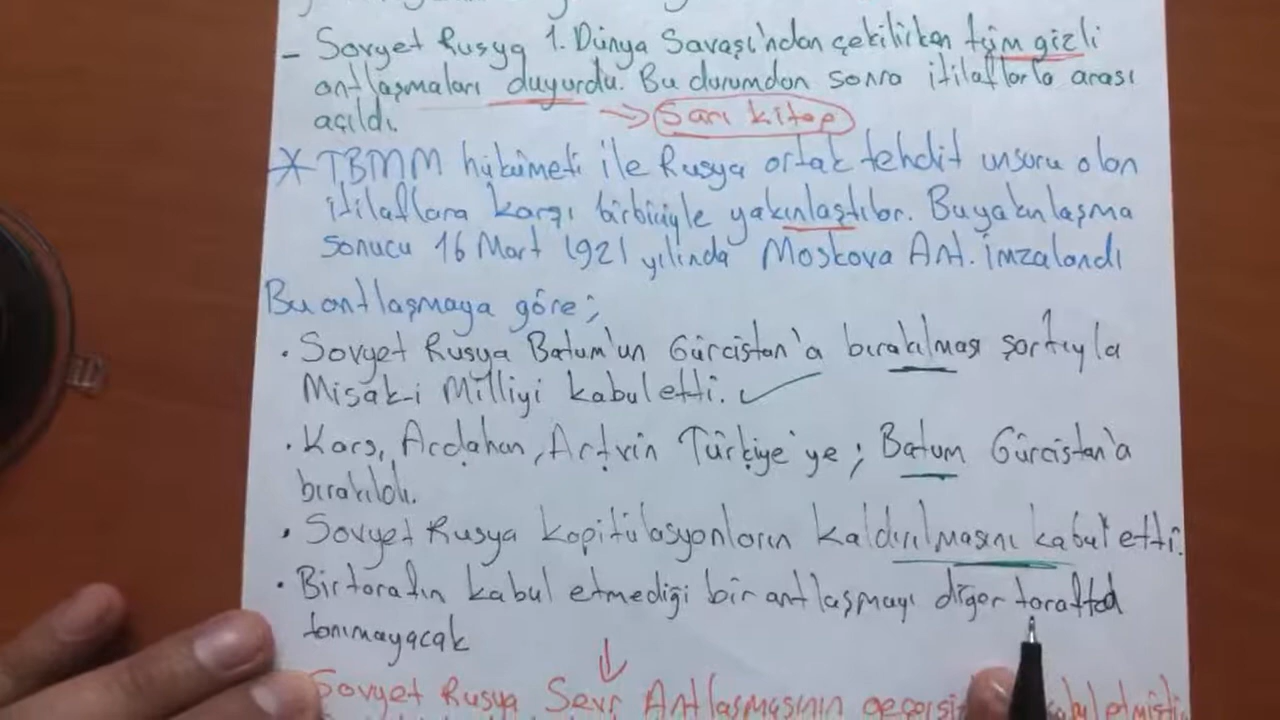 - Sovyet Rusya 1. Dünya Savaşı'ndan çekilirken tüm gizli
antlaşmaları duyurdu. Bu durumdan sonra itilaflarla arası
açıldı. → Sarı kitap
* TBMM hükümeti ile Rusya ortak tehdit unsuru olan
itilaflara karşı birbiriyle yakınlaştılar. Bu yakınlaşma
sonucu 16 Mart 1921 yılında Moskova Ant. imzalandı
Bu antlaşmaya göre;
• Sovyet Rusya Batum'un Gürcistan'a bırakılması şartıyla
Misak-i Milliyi kabul etti. ✓
• Kars, Ardahan, Artvin Türkiye'ye; Batum Gürcistan'a
bırakıldı.
• Sovyet Rusya kapitülasyonların kaldırılmasını kabul etti.
• Bir tarafın kabul etmediği bir antlaşmayı diğer tarafta
tanımayacak
↓
Sovyet Rusya Sevr Antlaşmasının